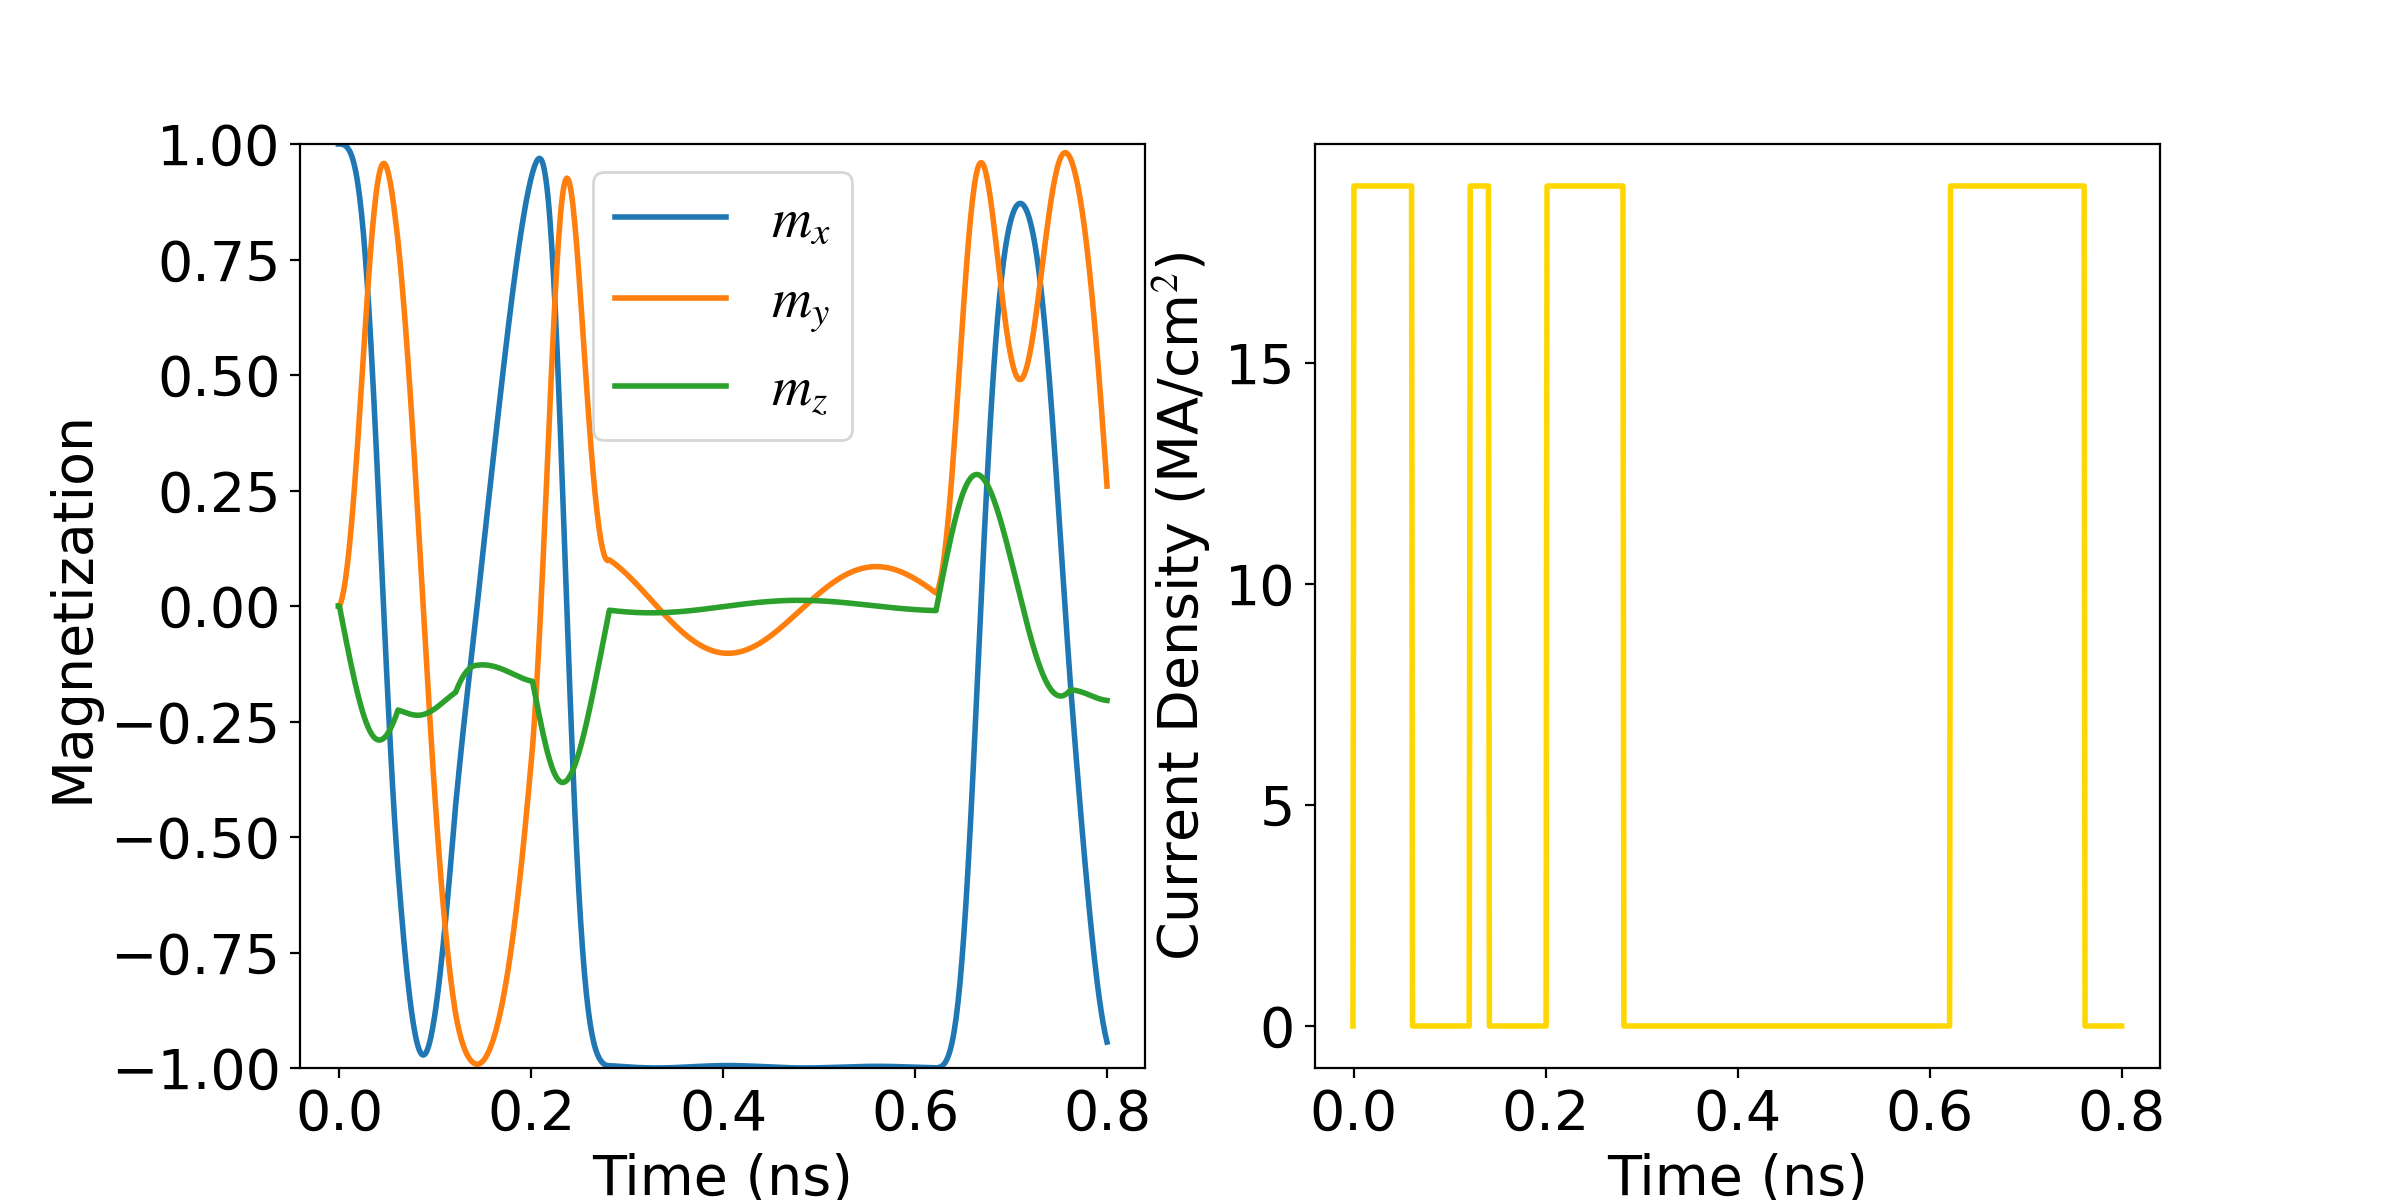 1.00
0.75
0.50
0.25
0.00
−0.25
−0.50
−0.75
−1.00
Magnetization
0.0 0.2 0.4 0.6 0.8
Time (ns)
m_x
m_y
m_z
15
10
5
0
Current Density (MA/cm²)
0.0 0.2 0.4 0.6 0.8
Time (ns)